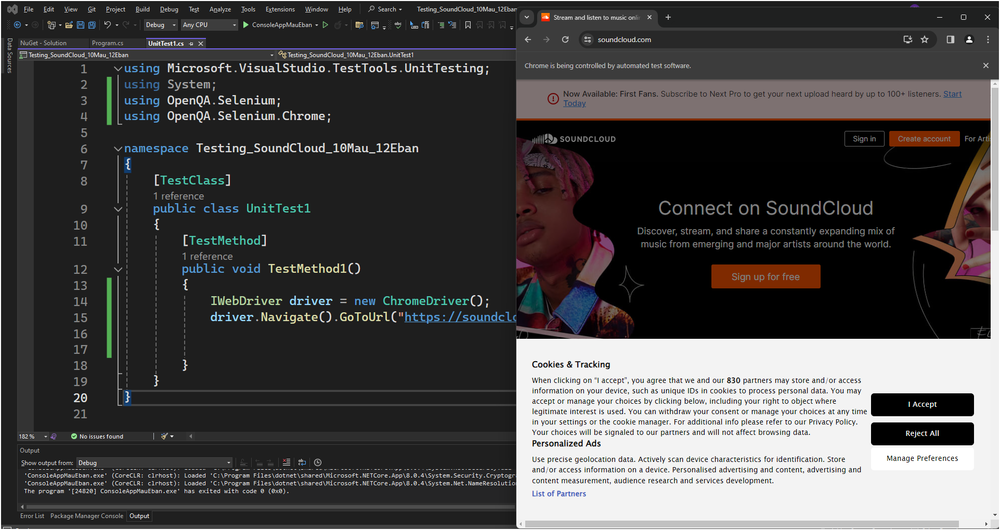 File Edit View Git Project Build Debug Test Analyze Tools Extensions Window Help Search Testing_SoundCloud_10Mau_12Eban
Debug Any CPU ConsoleAppMauEban
Data Sources
NuGet - Solution Program.cs UnitTest1.cs
Testing_SoundCloud_10Mau_12Eban Testing_SoundCloud_10Mau_12Eban.UnitTest1
1 using Microsoft.VisualStudio.TestTools.UnitTesting;
2 using System;
3 using OpenQA.Selenium;
4 using OpenQA.Selenium.Chrome;
5
6 namespace Testing_SoundCloud_10Mau_12Eban
7 {
8 [TestClass]
1 reference
9 public class UnitTest1
10 {
11 [TestMethod]
1 reference
12 public void TestMethod1()
13 {
14 IWebDriver driver = new ChromeDriver();
15 driver.Navigate().GoToUrl("https://soundclo
16
17
18 }
19 }
20 }
21
182 % No issues found
Output
Show output from: Debug
'ConsoleAppMauEban.exe' (CoreCLR: clrhost): Loaded 'C:\Program Files\dotnet\shared\Microsoft.NETCore.App\8.0.4\System.Security.Cryptogra
'ConsoleAppMauEban.exe' (CoreCLR: clrhost): Loaded 'C:\Program Files\dotnet\shared\Microsoft.NETCore.App\8.0.4\System.Net.NameResolution
The program '[24820] ConsoleAppMauEban.exe' has exited with code 0 (0x0).
Error List Package Manager Console Output
Stream and listen to music onlin
soundcloud.com
Chrome is being controlled by automated test software.
Now Available: First Fans. Subscribe to Next Pro to get your next upload heard by up to 100+ listeners. Start
Today
SOUNDCLOUD Sign in Create account For Arti
Connect on SoundCloud
Discover, stream, and share a constantly expanding mix of
music from emerging and major artists around the world.
Sign up for free
Cookies & Tracking
When clicking on “I accept”, you agree that we and our 830 partners may store and/or access
information on your device, such as unique IDs in cookies to process personal data. You may
accept or manage your choices by clicking below, including your right to object where
legitimate interest is used. You can withdraw your consent or manage your choices at any time
in your settings or the cookie manager. For additional info please refer to our Privacy Policy.
Your choices will be signaled to our partners and will not affect browsing data.
Personalized Ads
Use precise geolocation data. Actively scan device characteristics for identification. Store
and/or access information on a device. Personalised advertising and content, advertising and
content measurement, audience research and services development.
List of Partners
I Accept
Reject All
Manage Preferences